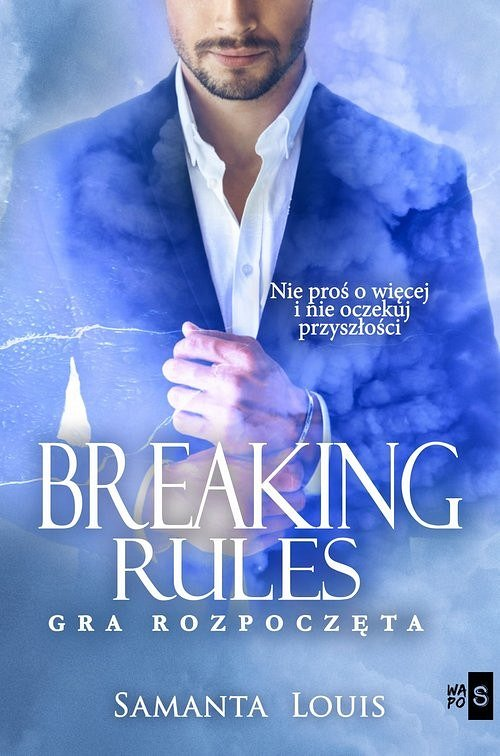 Nie proś o więcej
i nie oczekuj
przyszłości
BREAKING
RULES
GRA ROZPOCZĘTA
SAMANTA LOUIS
WA
PO
S